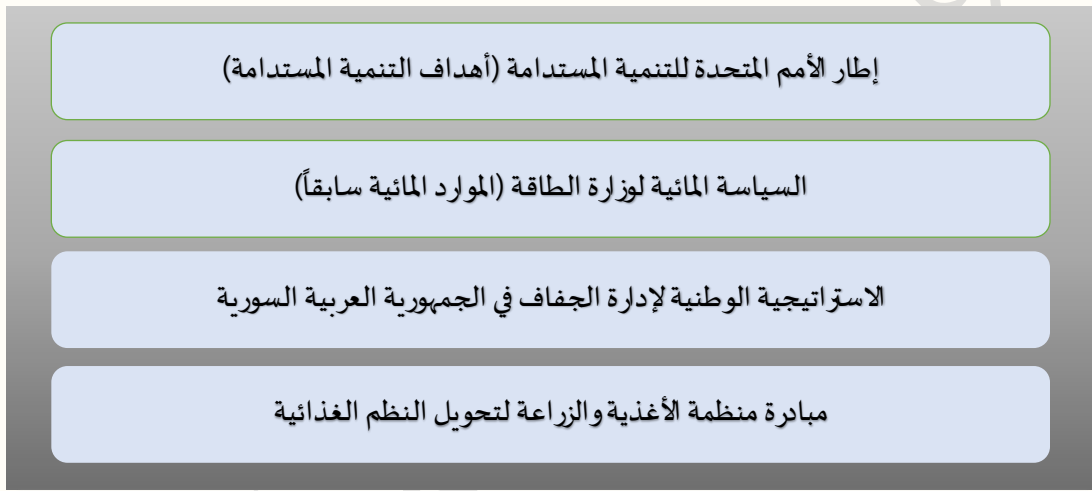 إطار الأمم المتحدة للتنمية المستدامة (أهداف التنمية المستدامة)
السياسة المائية لوزارة الطاقة (الموارد المائية سابقاً)
الاستراتيجية الوطنية لإدارة الجفاف في الجمهورية العربية السورية
مبادرة منظمة الأغذية والزراعة لتحويل النظم الغذائية